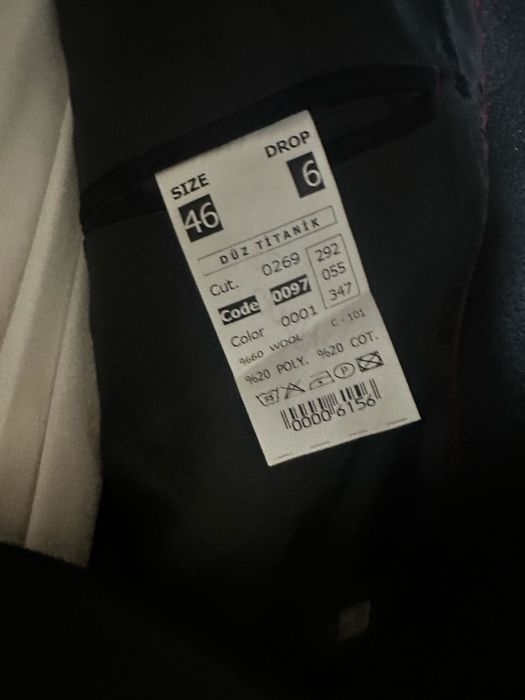 SIZE DROP
46 6
DÜZ TİTANİK
Cut. 0269 292
Code 0097 055
Color 0001 347
%60 WOOL C-101
%20 POLY. %20 COT.
P
0000 6156